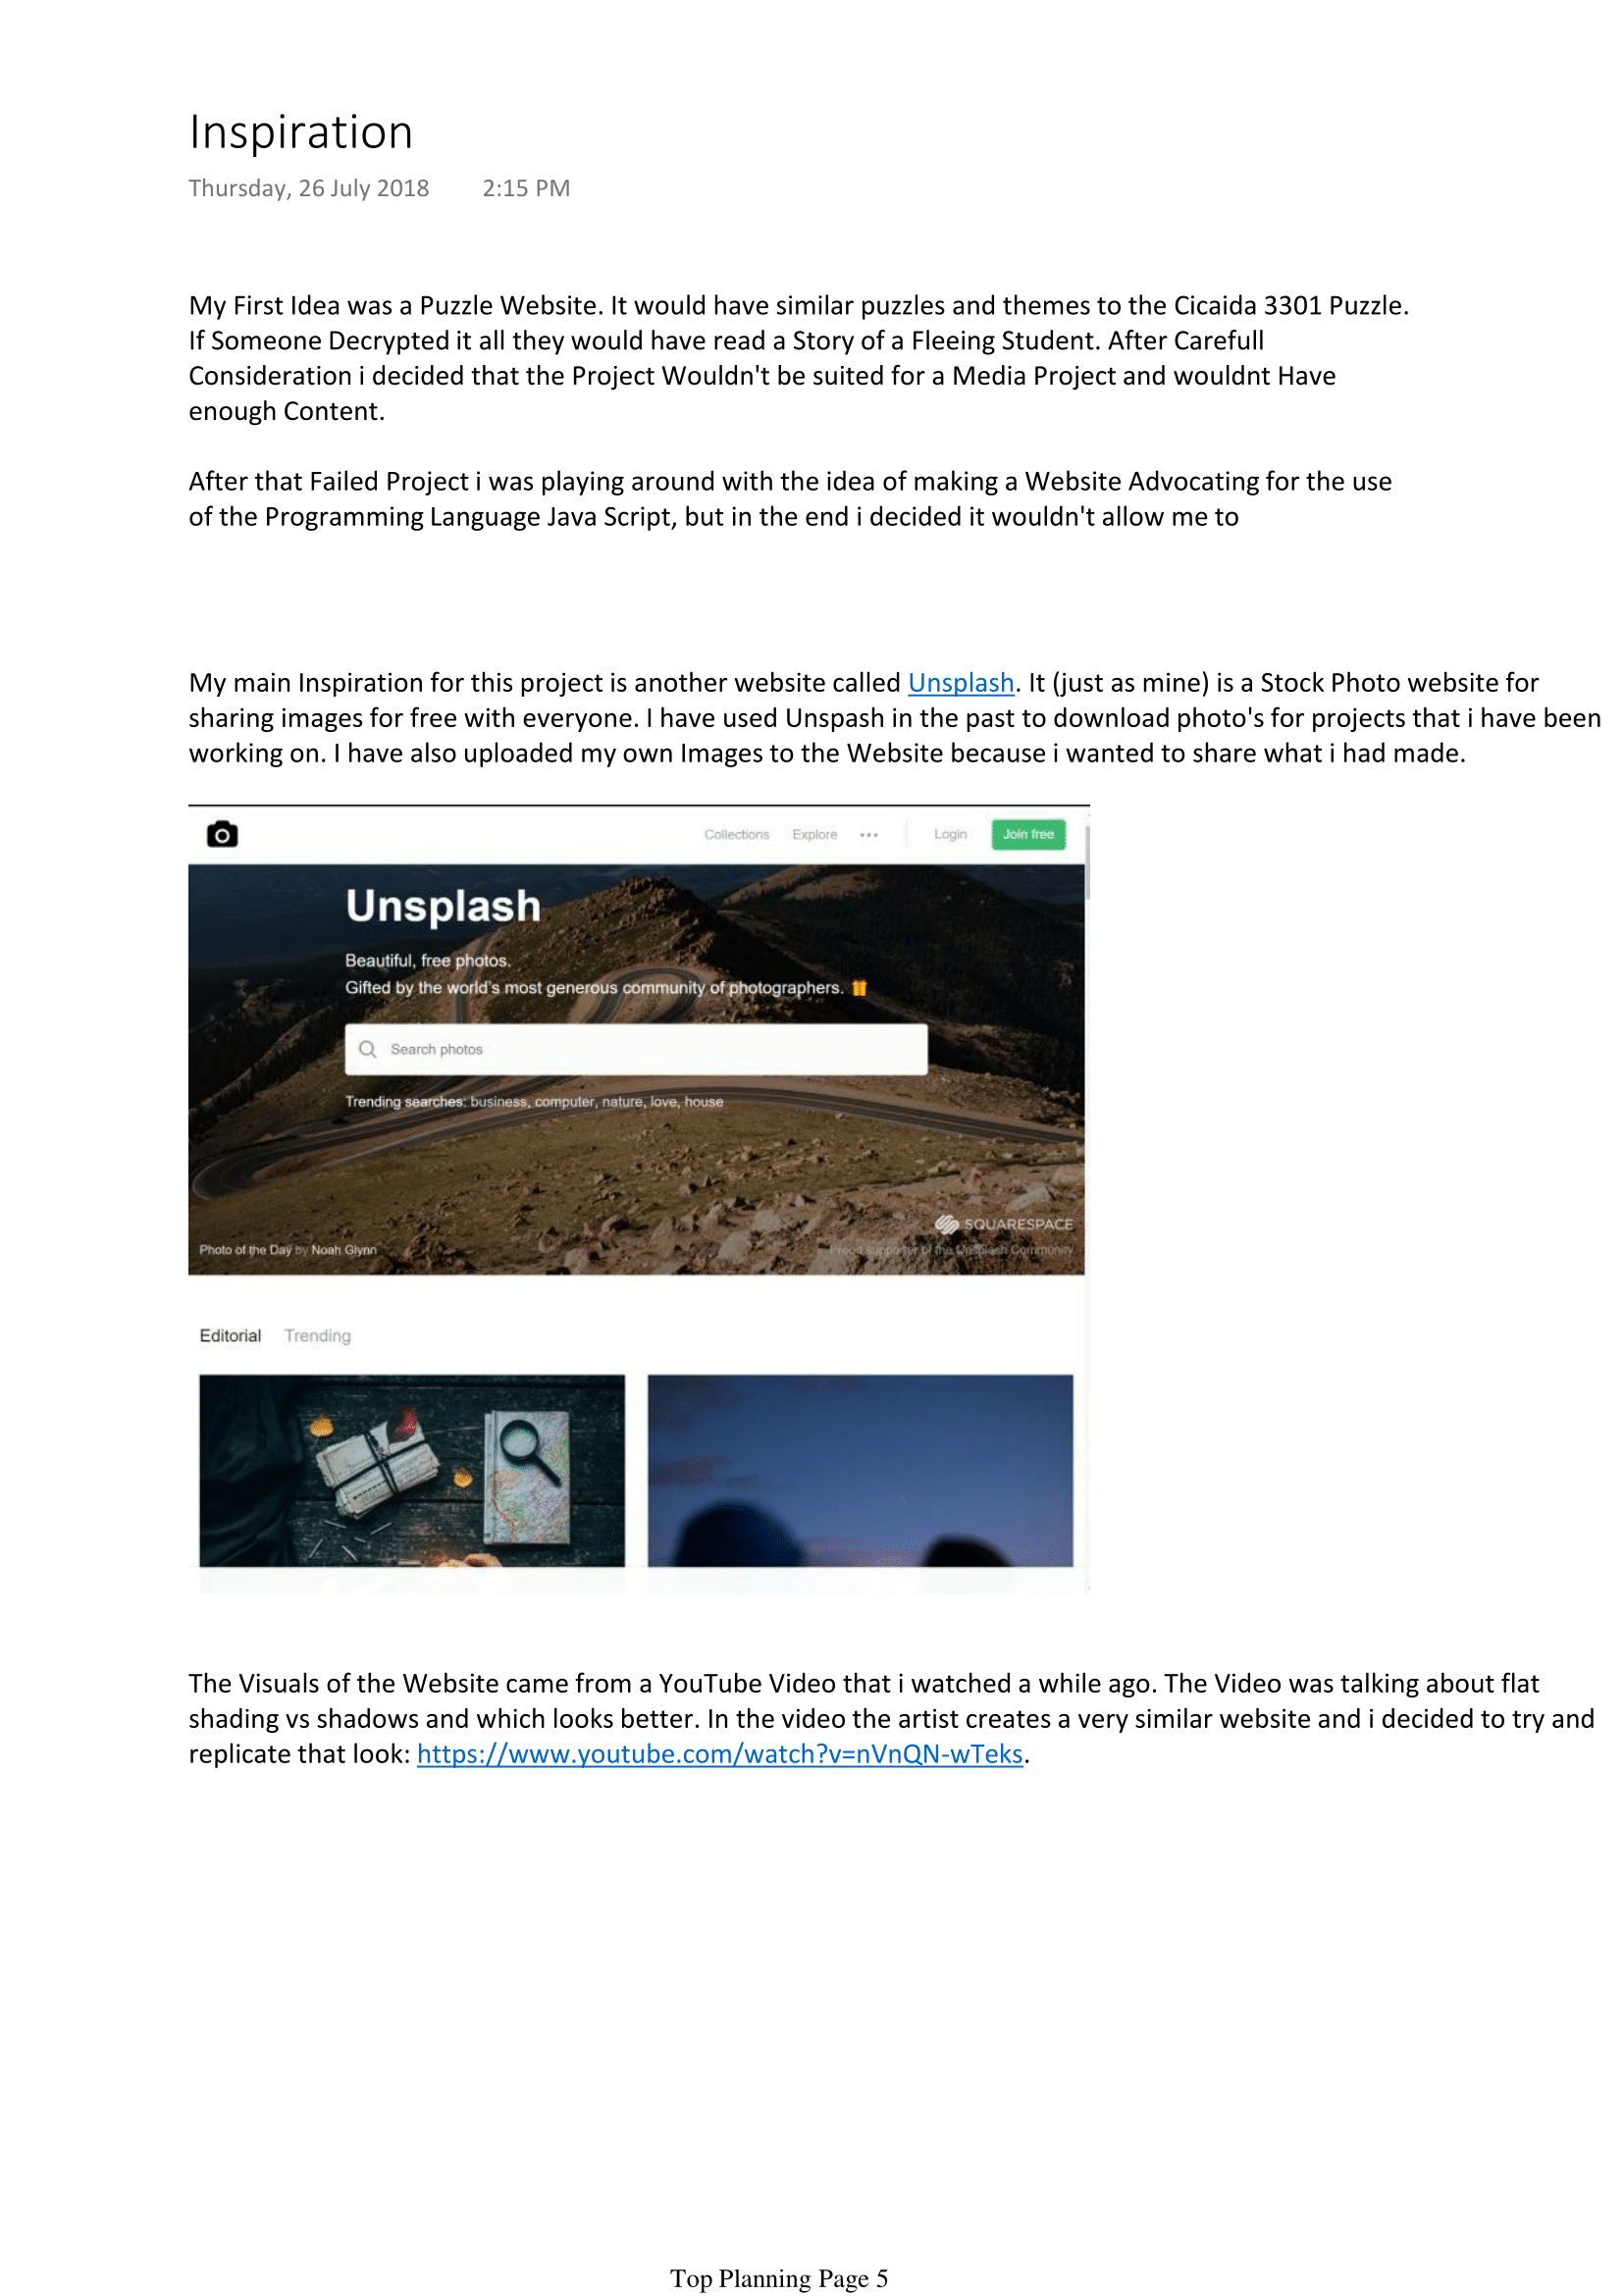 Inspiration
Thursday, 26 July 2018 2:15 PM
My First Idea was a Puzzle Website. It would have similar puzzles and themes to the Cicaida 3301 Puzzle.
If Someone Decrypted it all they would have read a Story of a Fleeing Student. After Carefull
Consideration i decided that the Project Wouldn't be suited for a Media Project and wouldnt Have
enough Content.
After that Failed Project i was playing around with the idea of making a Website Advocating for the use
of the Programming Language Java Script, but in the end i decided it wouldn't allow me to
My main Inspiration for this project is another website called Unsplash. It (just as mine) is a Stock Photo website for
sharing images for free with everyone. I have used Unspash in the past to download photo's for projects that i have been
working on. I have also uploaded my own Images to the Website because i wanted to share what i had made.
Collections Explore ••• Login Join free
Unsplash
Beautiful, free photos.
Gifted by the world's most generous community of photographers.
Search photos
Trending searches: business, computer, nature, love, house
SQUARESPACE
Photo of the Day by Noah Glynn Proud supporter of the Unsplash Community
Editorial Trending
The Visuals of the Website came from a YouTube Video that i watched a while ago. The Video was talking about flat
shading vs shadows and which looks better. In the video the artist creates a very similar website and i decided to try and
replicate that look: https://www.youtube.com/watch?v=nVnQN-wTeks.
Top Planning Page 5